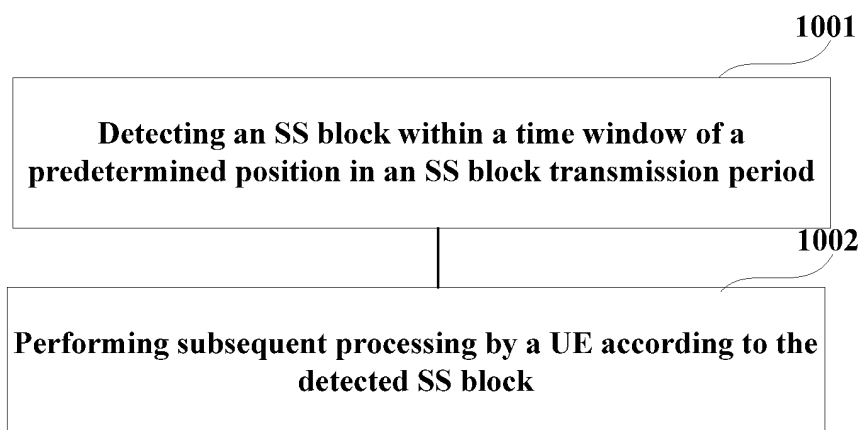 1001
Detecting an SS block within a time window of a
predetermined position in an SS block transmission period
1002
Performing subsequent processing by a UE according to the
detected SS block